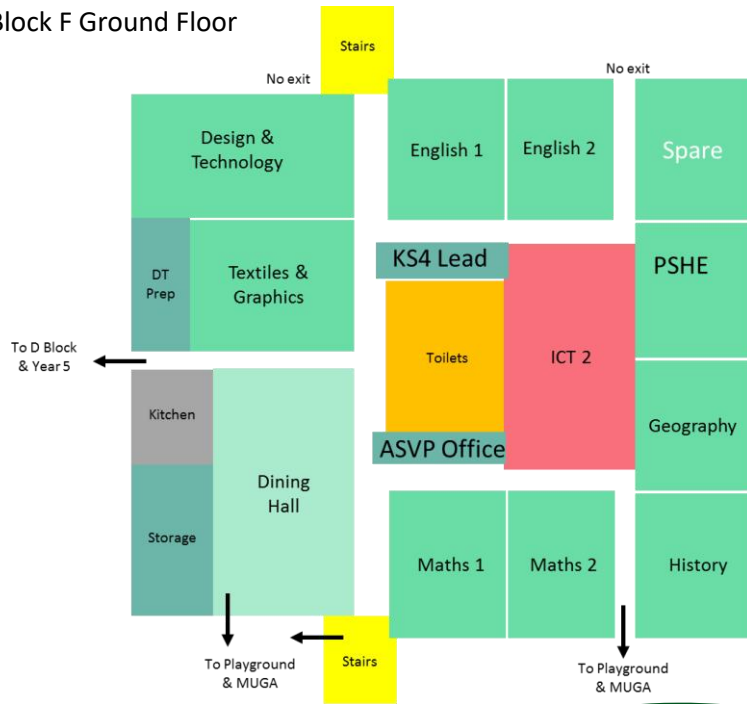 Block F Ground Floor
Stairs
No exit
No exit
Design &
Technology
English 1
English 2
Spare
KS4 Lead
PSHE
DT
Prep
Textiles &
Graphics
To D Block
& Year 5
Toilets
ICT 2
Kitchen
Geography
ASVP Office
Dining
Hall
Storage
Maths 1
Maths 2
History
To Playground
& MUGA
Stairs
To Playground
& MUGA